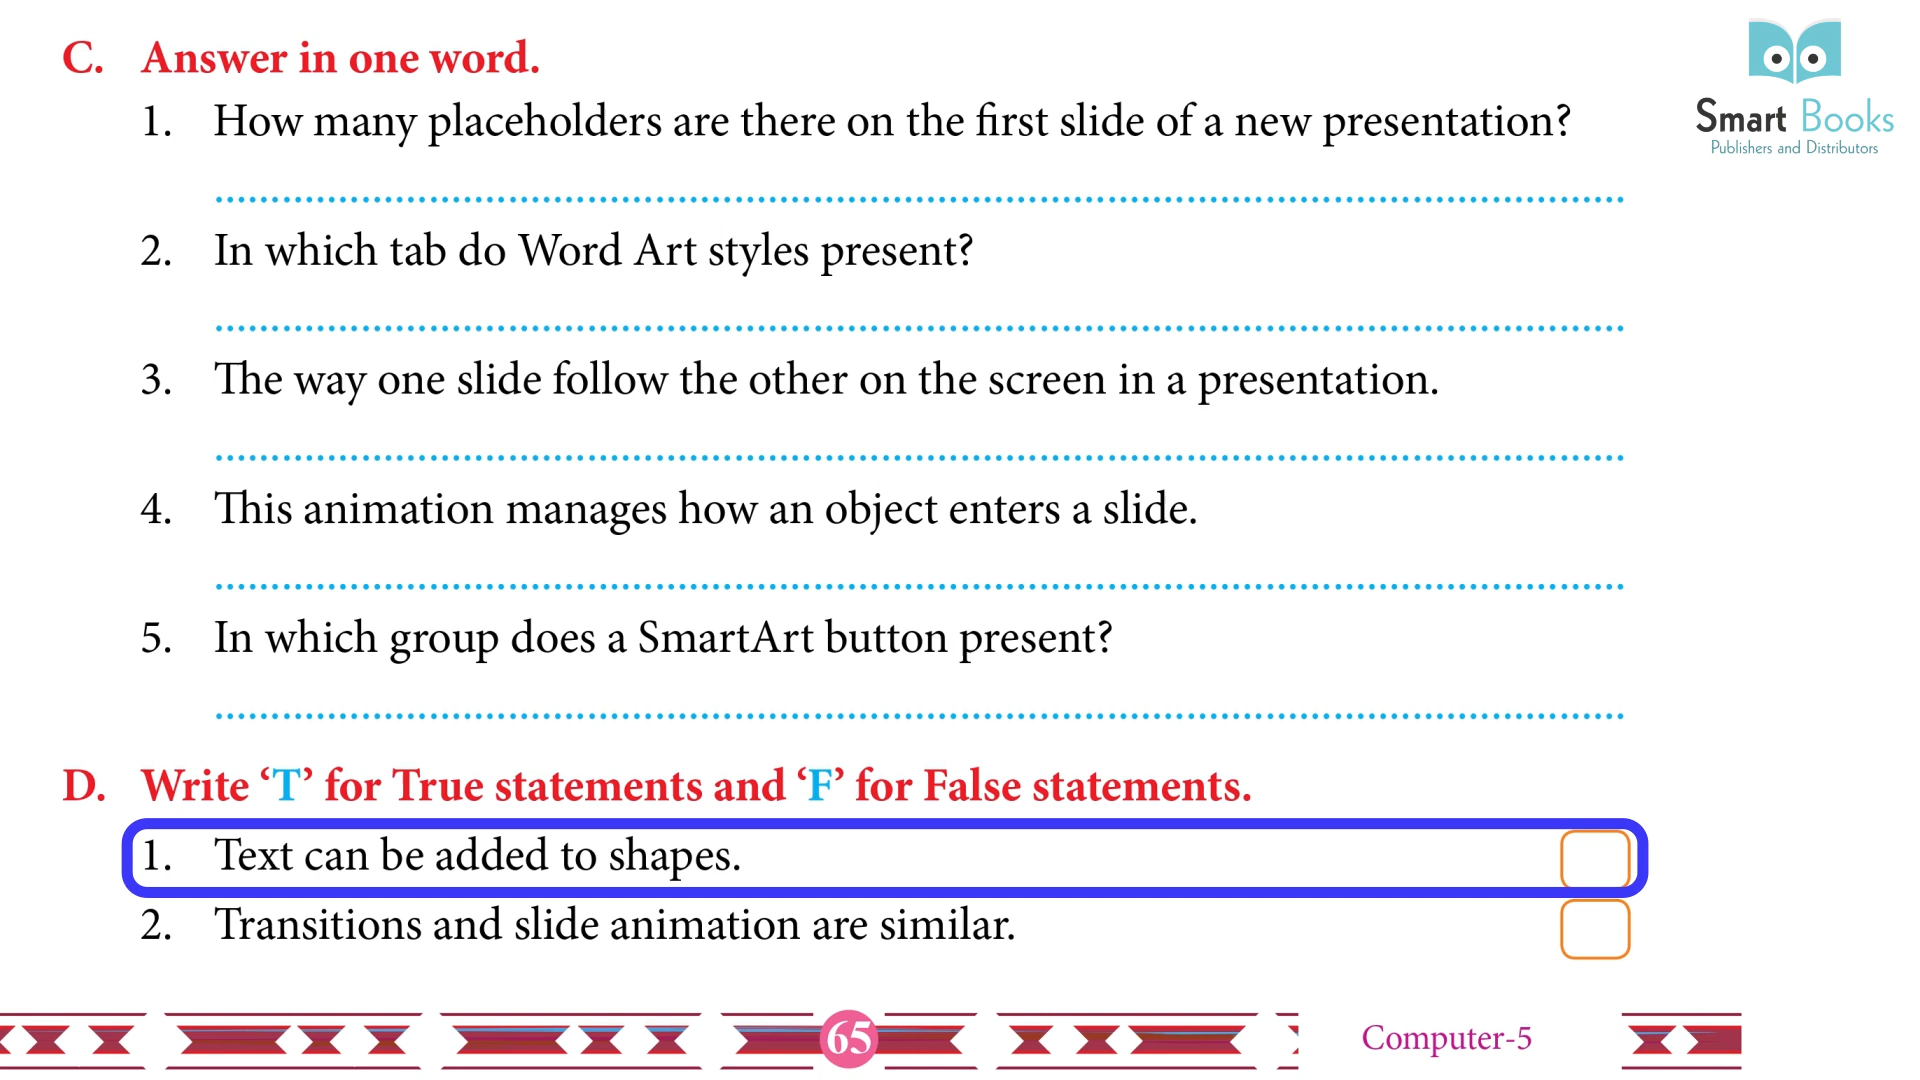 C. Answer in one word.
Smart Books
Publishers and Distributors
1. How many placeholders are there on the first slide of a new presentation?
2. In which tab do Word Art styles present?
3. The way one slide follow the other on the screen in a presentation.
4. This animation manages how an object enters a slide.
5. In which group does a SmartArt button present?
D. Write ‘T’ for True statements and ‘F’ for False statements.
1. Text can be added to shapes.
2. Transitions and slide animation are similar.
65
Computer-5